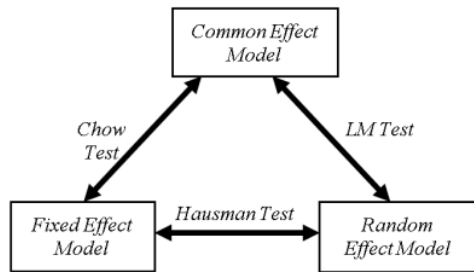 Common Effect
Model
Chow
Test
LM Test
Hausman Test
Fixed Effect
Model
Random
Effect Model